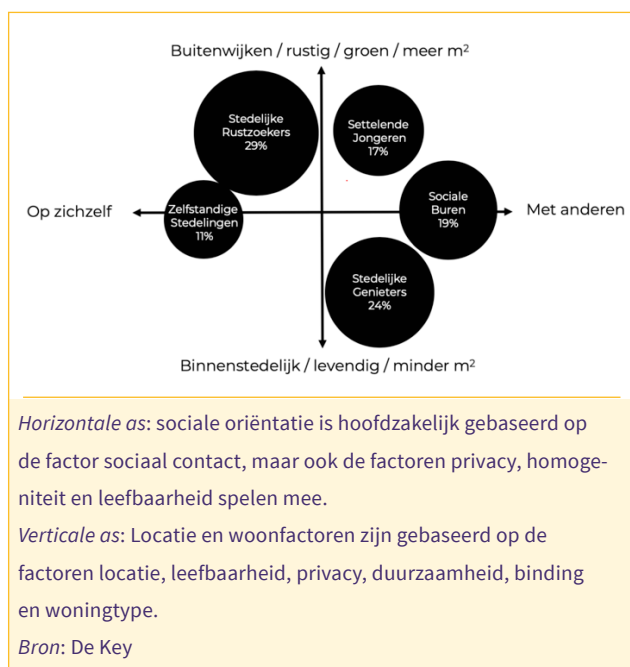 Buitenwijken / rustig / groen / meer m²
Stedelijke
Rustzoekers
29%
Settelende
Jongeren
17%
Op zichzelf
Zelfstandige
Stedelingen
11%
Sociale
Buren
19%
Met anderen
Stedelijke
Genieters
24%
Binnenstedelijk / levendig / minder m²
Horizontale as: sociale oriëntatie is hoofdzakelijk gebaseerd op
de factor sociaal contact, maar ook de factoren privacy, homoge-
niteit en leefbaarheid spelen mee.
Verticale as: Locatie en woonfactoren zijn gebaseerd op de
factoren locatie, leefbaarheid, privacy, duurzaamheid, binding
en woningtype.
Bron: De Key